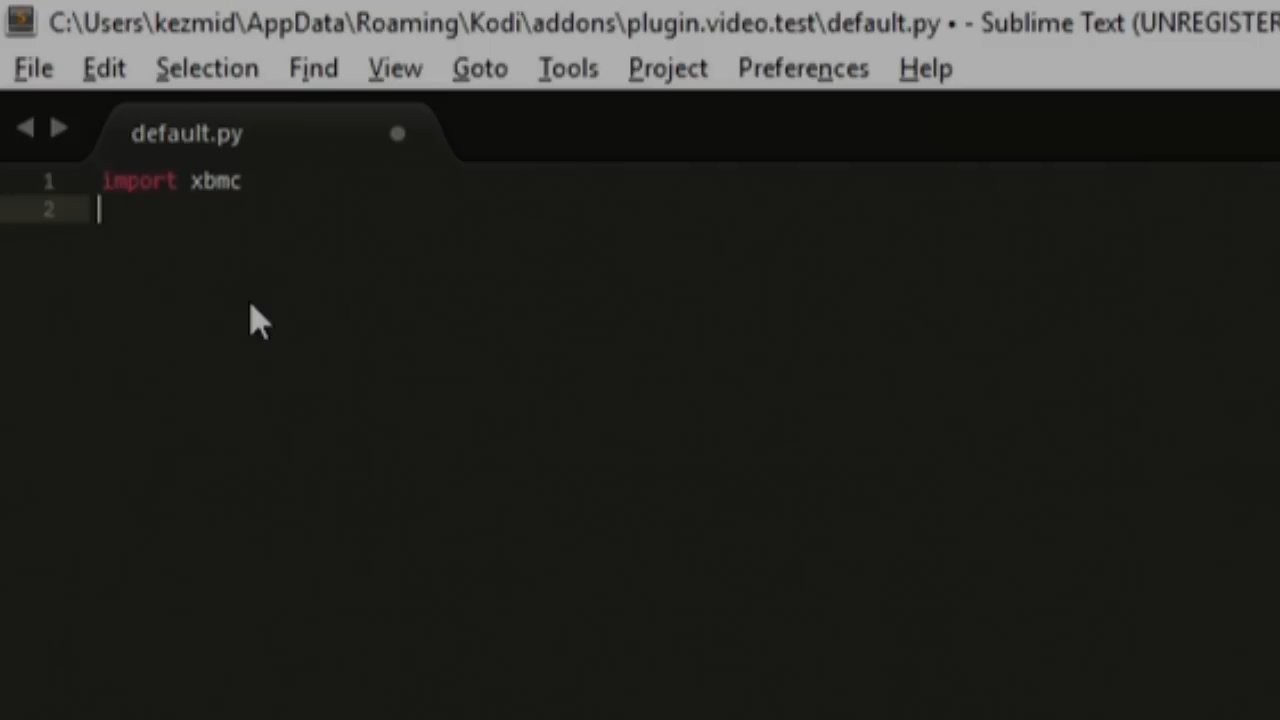 C:\Users\kezmid\AppData\Roaming\Kodi\addons\plugin.video.test\default.py • - Sublime Text (UNREGISTER
File Edit Selection Find View Goto Tools Project Preferences Help
default.py
1 import xbmc
2